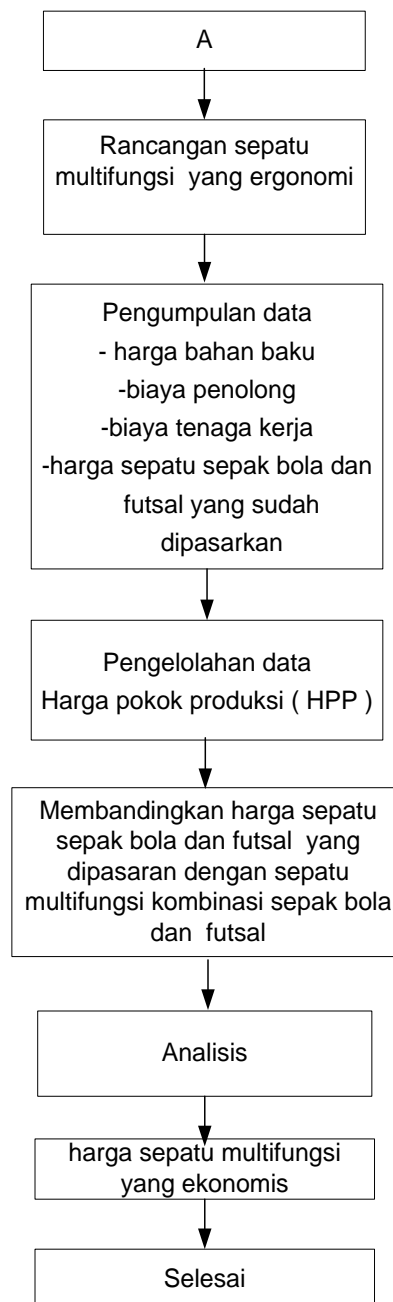 A
Rancangan sepatu
multifungsi yang ergonomi
Pengumpulan data
- harga bahan baku
-biaya penolong
-biaya tenaga kerja
-harga sepatu sepak bola dan
futsal yang sudah
dipasarkan
Pengelolahan data
Harga pokok produksi ( HPP )
Membandingkan harga sepatu
sepak bola dan futsal yang
dipasaran dengan sepatu
multifungsi kombinasi sepak bola
dan futsal
Analisis
harga sepatu multifungsi
yang ekonomis
Selesai